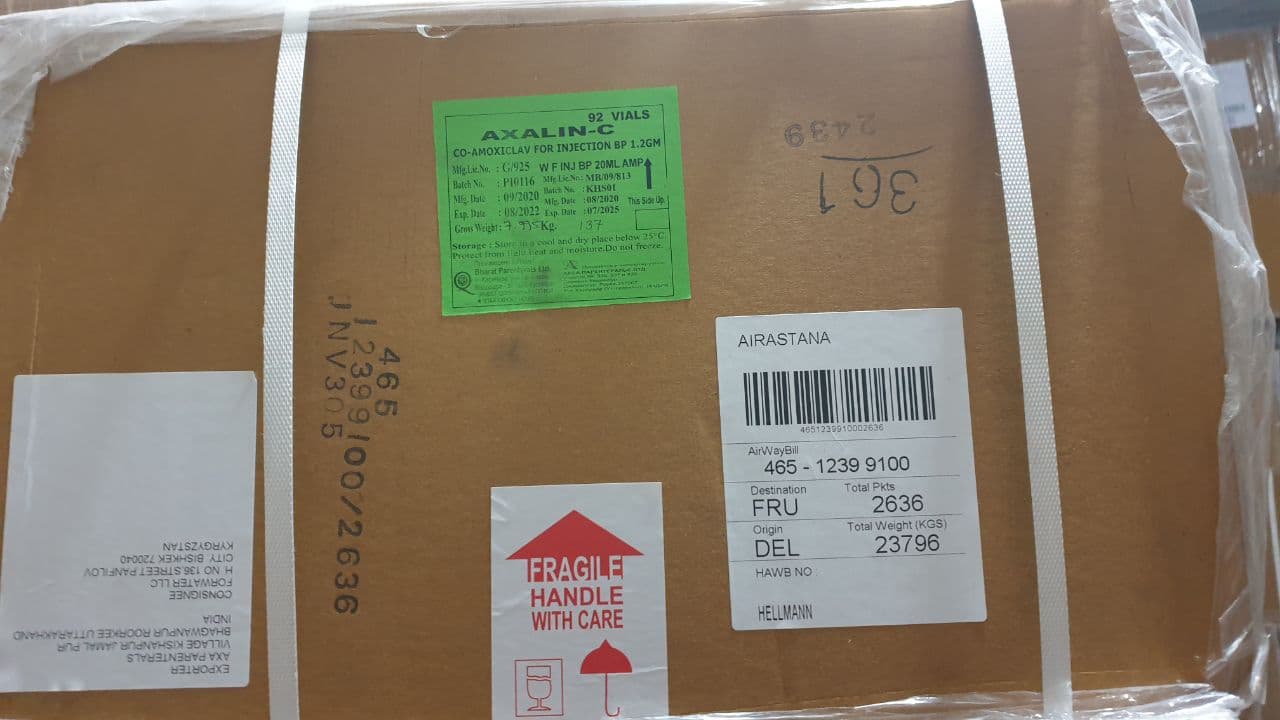 92 VIALS
AXALIN-C
CO-AMOXICLAV FOR INJECTION BP 1.2GM
Mfg.Lic.No. : G/925 W F INJ BP 20ML AMP
Batch No. : P10116 Mfg.Lic.No.: MB/09/813
Mfg. Date : 09/2020 Batch No. : KHS01
Exp. Date : 08/2022 Mfg. Date :08/2020
Exp. Date :07/2025
This Side Up.
Gross Weight: 7.995Kg. 137
Storage : Store in a cool and dry place below 25°C.
Protect from light heat and moisture.Do not freeze.
Bharat Parenterals Ltd.
2439
361
465
12399100/2636
JNV305
AIRASTANA
4651239910002636
AirWayBill
465 - 1239 9100
Destination Total Pkts
FRU 2636
Origin Total Weight (KGS)
DEL 23796
HAWB NO
HELLMANN
FRAGILE
HANDLE
WITH CARE
EXPORTER
AXA PARENTERALS
VILLAGE KISHANPUR JAMAL PUR
BHAGWANPUR ROORKEE UTTARAKHAND
INDIA
CONSIGNEE
FORWATER LLC
H NO 136,STREET PANFILOV
CITY BISHKEK 720040
KYRGYZSTAN